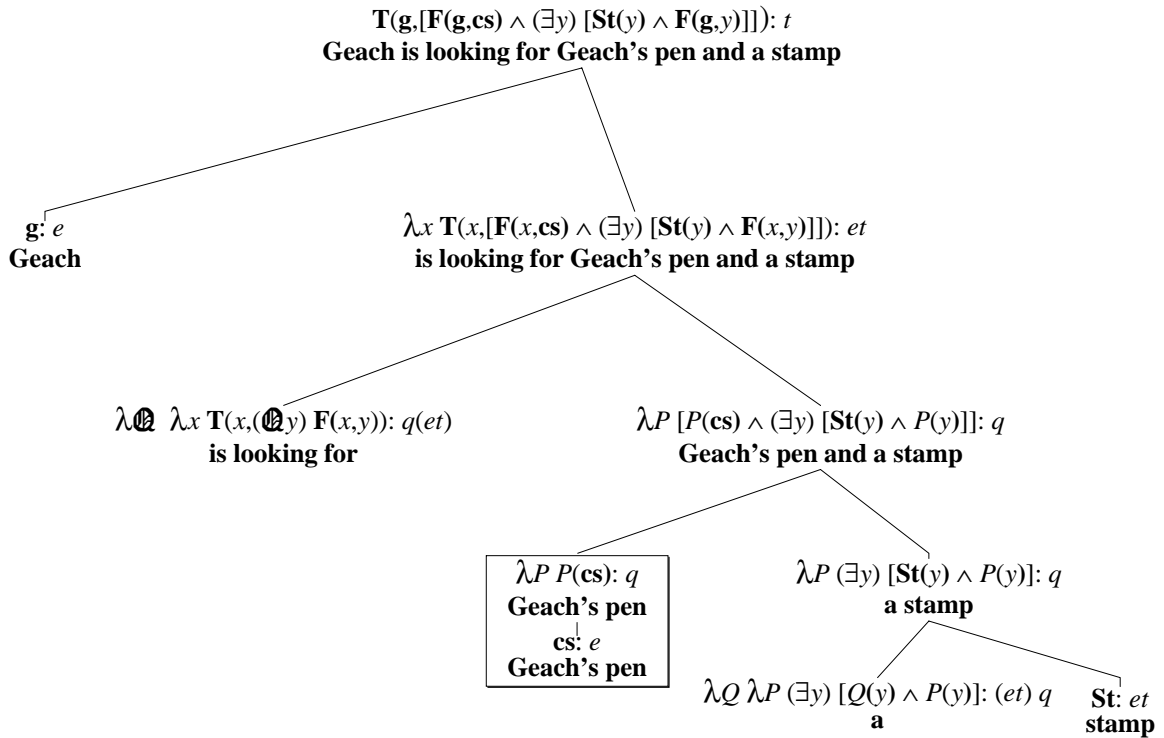 T(g,[F(g,cs) ∧ (∃y) [St(y) ∧ F(g,y)]]): t
Geach is looking for Geach's pen and a stamp
g: e
Geach
λx T(x,[F(x,cs) ∧ (∃y) [St(y) ∧ F(x,y)]]): et
is looking for Geach's pen and a stamp
λ λx T(x,( y) F(x,y)): q(et)
is looking for
λP [P(cs) ∧ (∃y) [St(y) ∧ P(y)]]: q
Geach's pen and a stamp
λP P(cs): q
Geach's pen
cs: e
Geach's pen
λP (∃y) [St(y) ∧ P(y)]: q
a stamp
λQ λP (∃y) [Q(y) ∧ P(y)]: (et) q
a
St: et
stamp